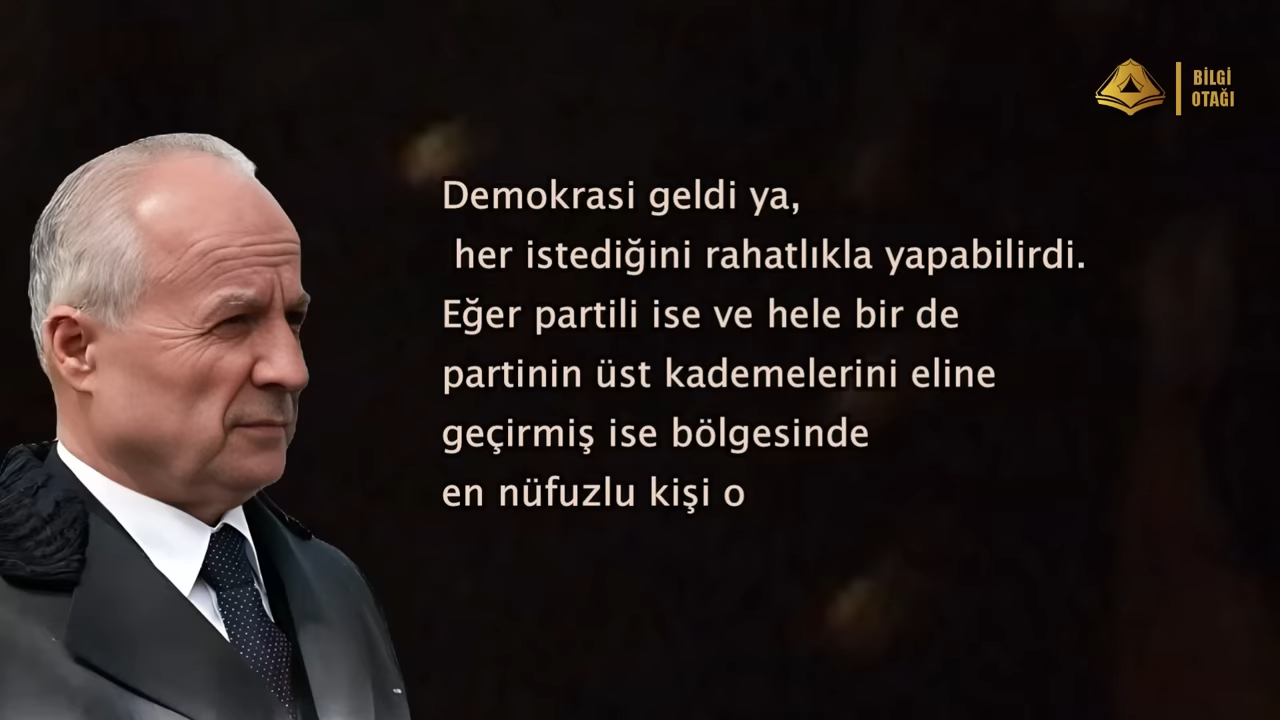 BİLGİ
OTAĞI
Demokrasi geldi ya,
her istediğini rahatlıkla yapabilirdi.
Eğer partili ise ve hele bir de
partinin üst kademelerini eline
geçirmiş ise bölgesinde
en nüfuzlu kişi o